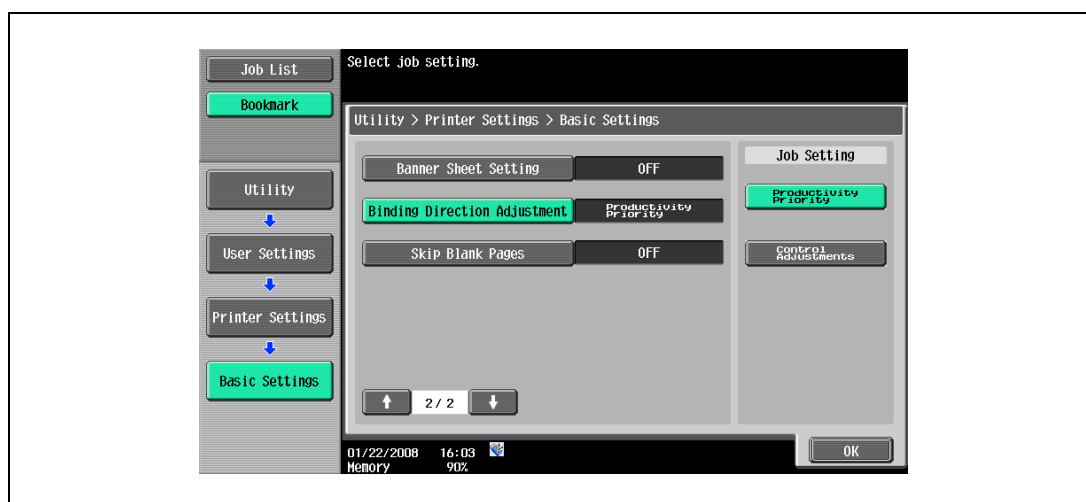 Job List
Bookmark
Select job setting.
Utility > Printer Settings > Basic Settings
Utility
User Settings
Printer Settings
Basic Settings
Banner Sheet Setting
OFF
Binding Direction Adjustment
Productivity
Priority
Skip Blank Pages
OFF
2/ 2
Job Setting
Productivity
Priority
Control
Adjustments
01/22/2008 16:03
Memory 90%
OK